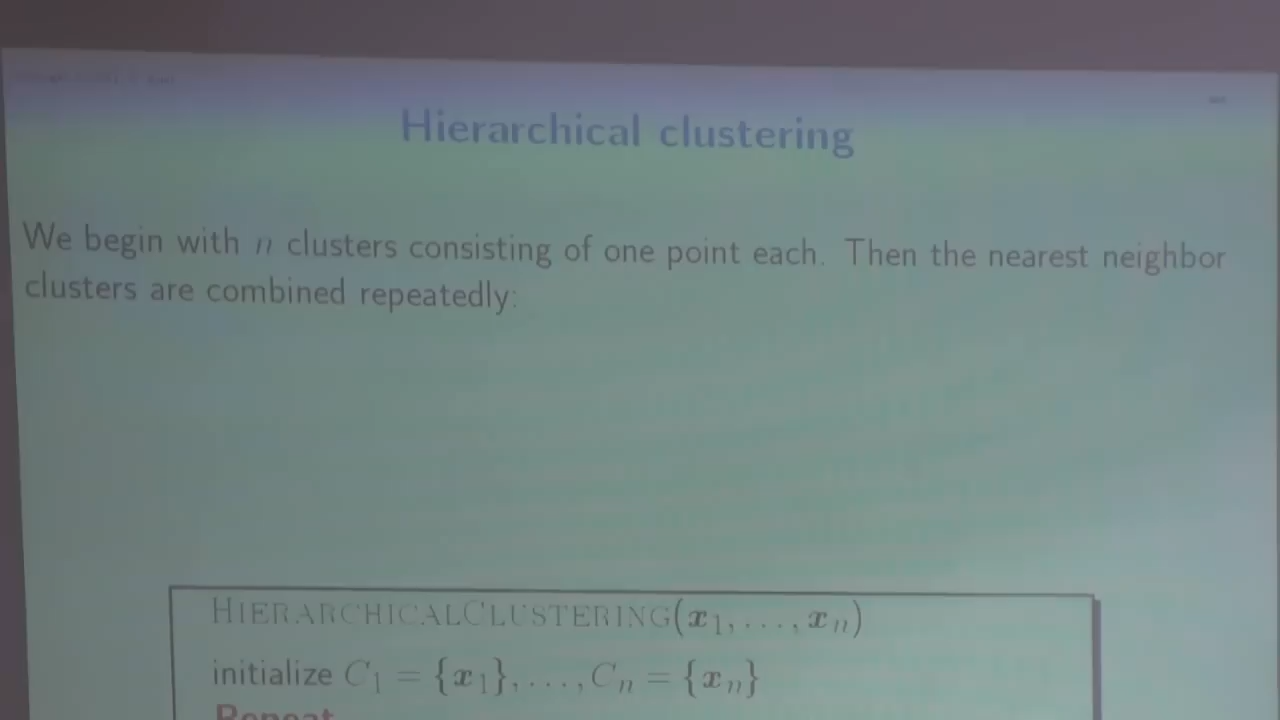 Hierarchical clustering
We begin with n clusters consisting of one point each. Then the nearest neighbor
clusters are combined repeatedly:
HIERARCHICALCLUSTERING(x₁, . . . , xₙ)
initialize C₁ = {x₁}, . . . , Cₙ = {xₙ}
Repeat